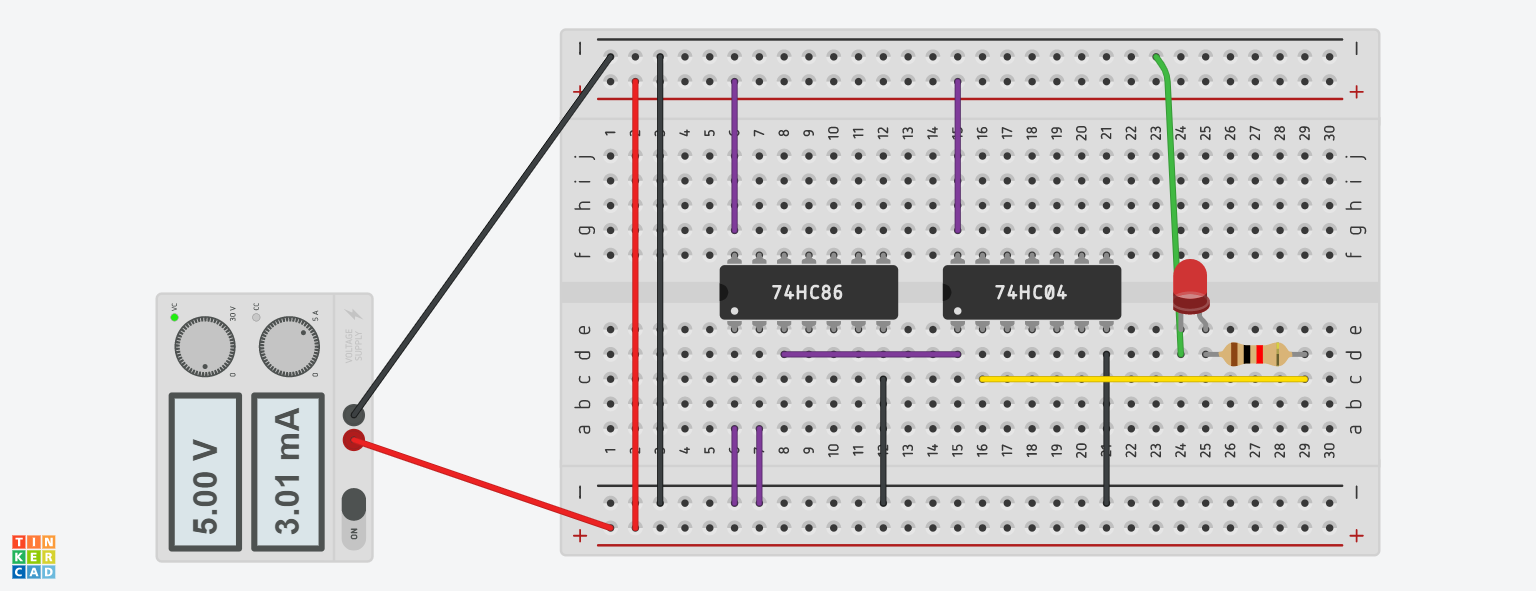 − −
+ +
1 2 3 4 5 6 7 8 9 10 11 12 13 14 15 16 17 18 19 20 21 22 23 24 25 26 27 28 29 30
j j
i i
h h
g g
f f
74HC86 74HC04
e e
d d
c c
b b
a a
1 2 3 4 5 6 7 8 9 10 11 12 13 14 15 16 17 18 19 20 21 22 23 24 25 26 27 28 29 30
− −
+ +
VC
30 V
0
CC
5 A
0
VOLTAGE
SUPPLY
5.00 V
3.01 mA
ON
TIN
KER
CAD